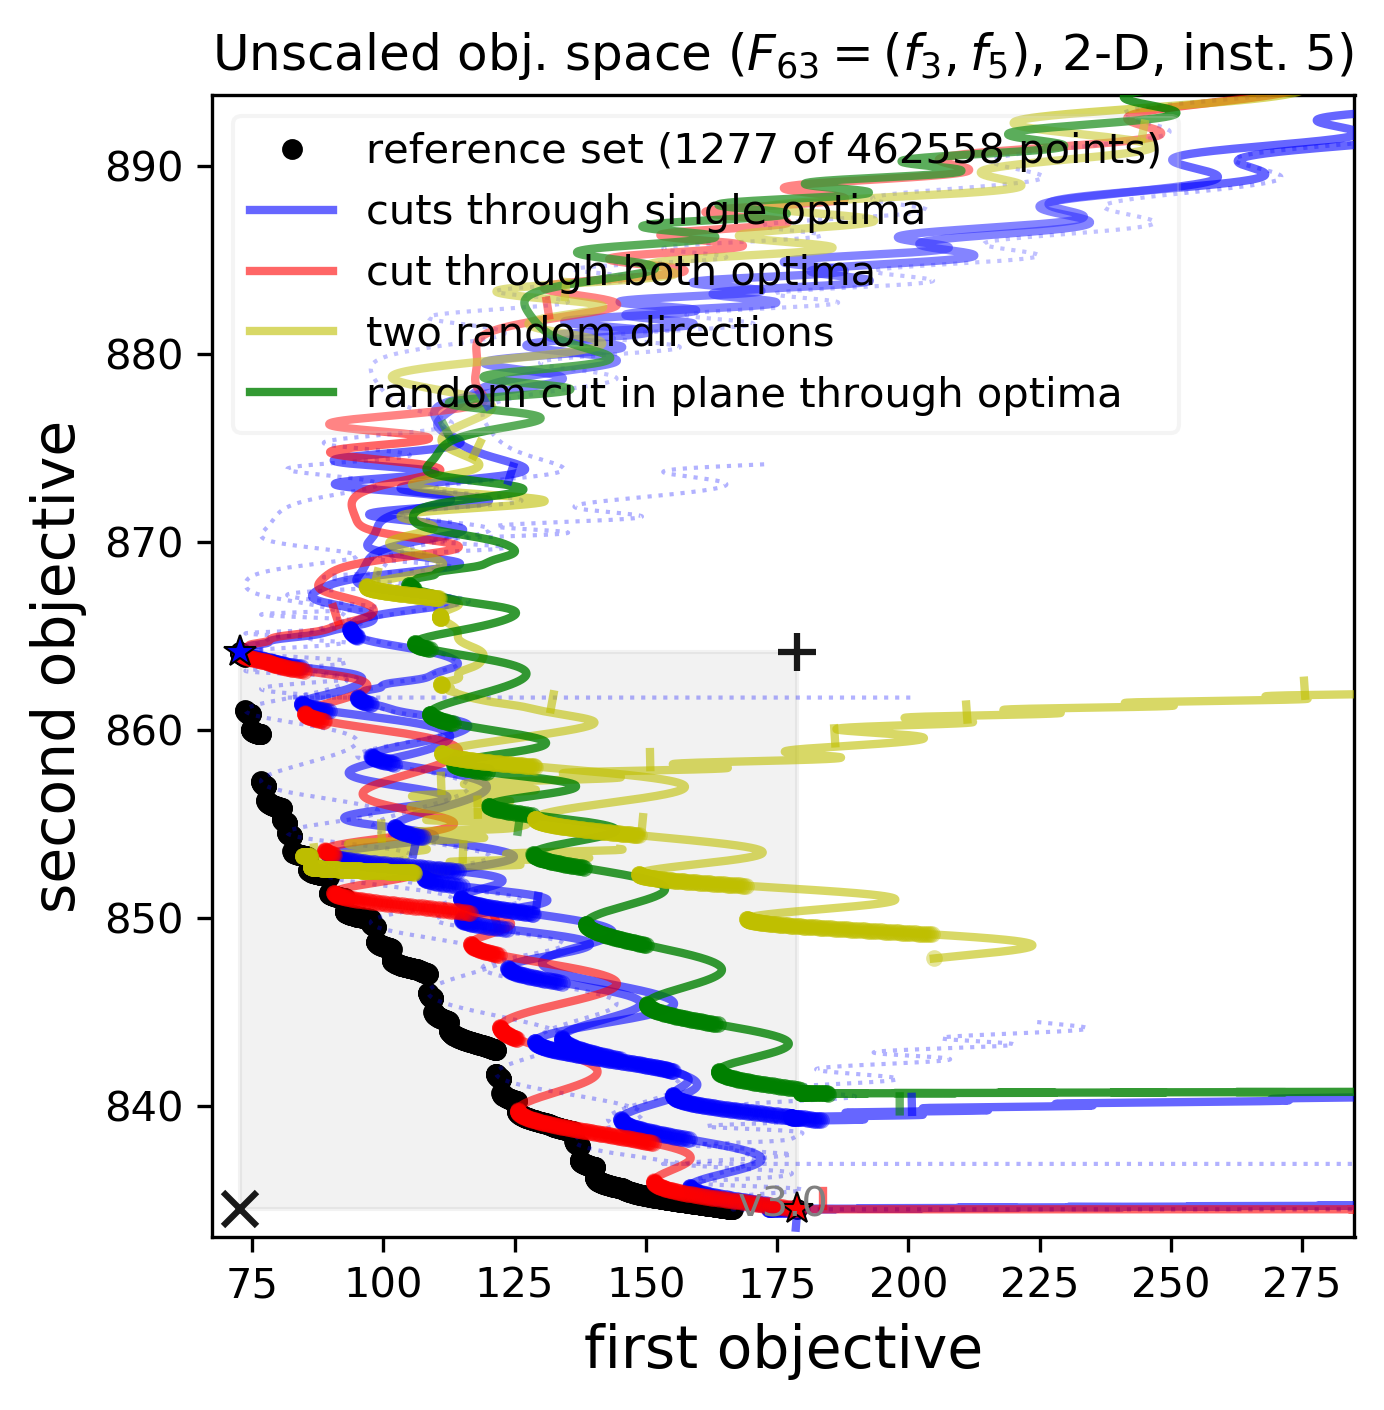 Unscaled obj. space (F₆₃ = (f₃, f₅), 2-D, inst. 5)
reference set (1277 of 462558 points)
cuts through single optima
cut through both optima
two random directions
random cut in plane through optima
890
880
870
860
850
840
second objective
v3.0
75 100 125 150 175 200 225 250 275
first objective